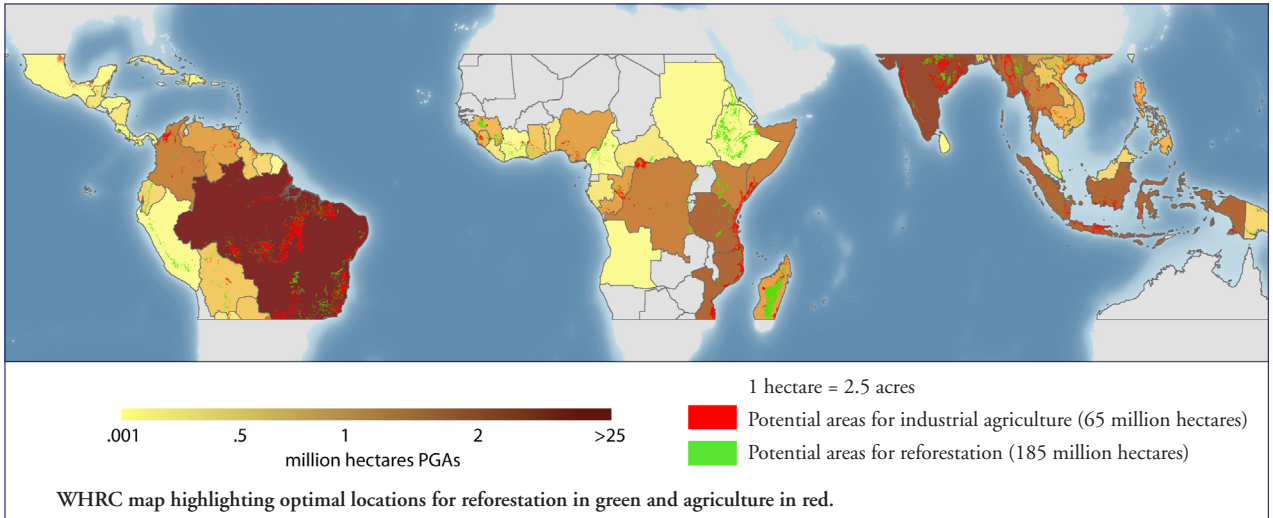 1 hectare = 2.5 acres
Potential areas for industrial agriculture (65 million hectares)
Potential areas for reforestation (185 million hectares)
.001 .5 1 2 >25
million hectares PGAs
WHRC map highlighting optimal locations for reforestation in green and agriculture in red.